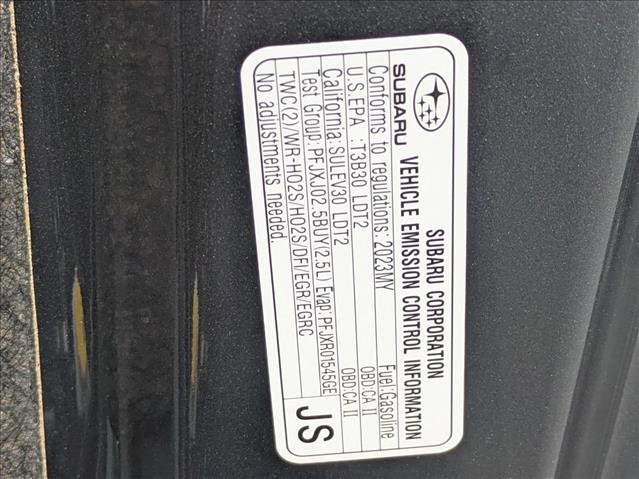 SUBARU CORPORATION
SUBARU VEHICLE EMISSION CONTROL INFORMATION
Conforms to regulations: 2023MY Fuel:Gasoline
U.S.EPA :T3B30 LDT2 OBD:CA II
California:SULEV30 LDT2 OBD:CA II
Test Group:PFJXJ02.5BUY(2.5L) Evap:PFJXR01545GE
TWC(2)/WR-HO2S/HO2S/DFI/EGR/EGRC
No adjustments needed.
JS